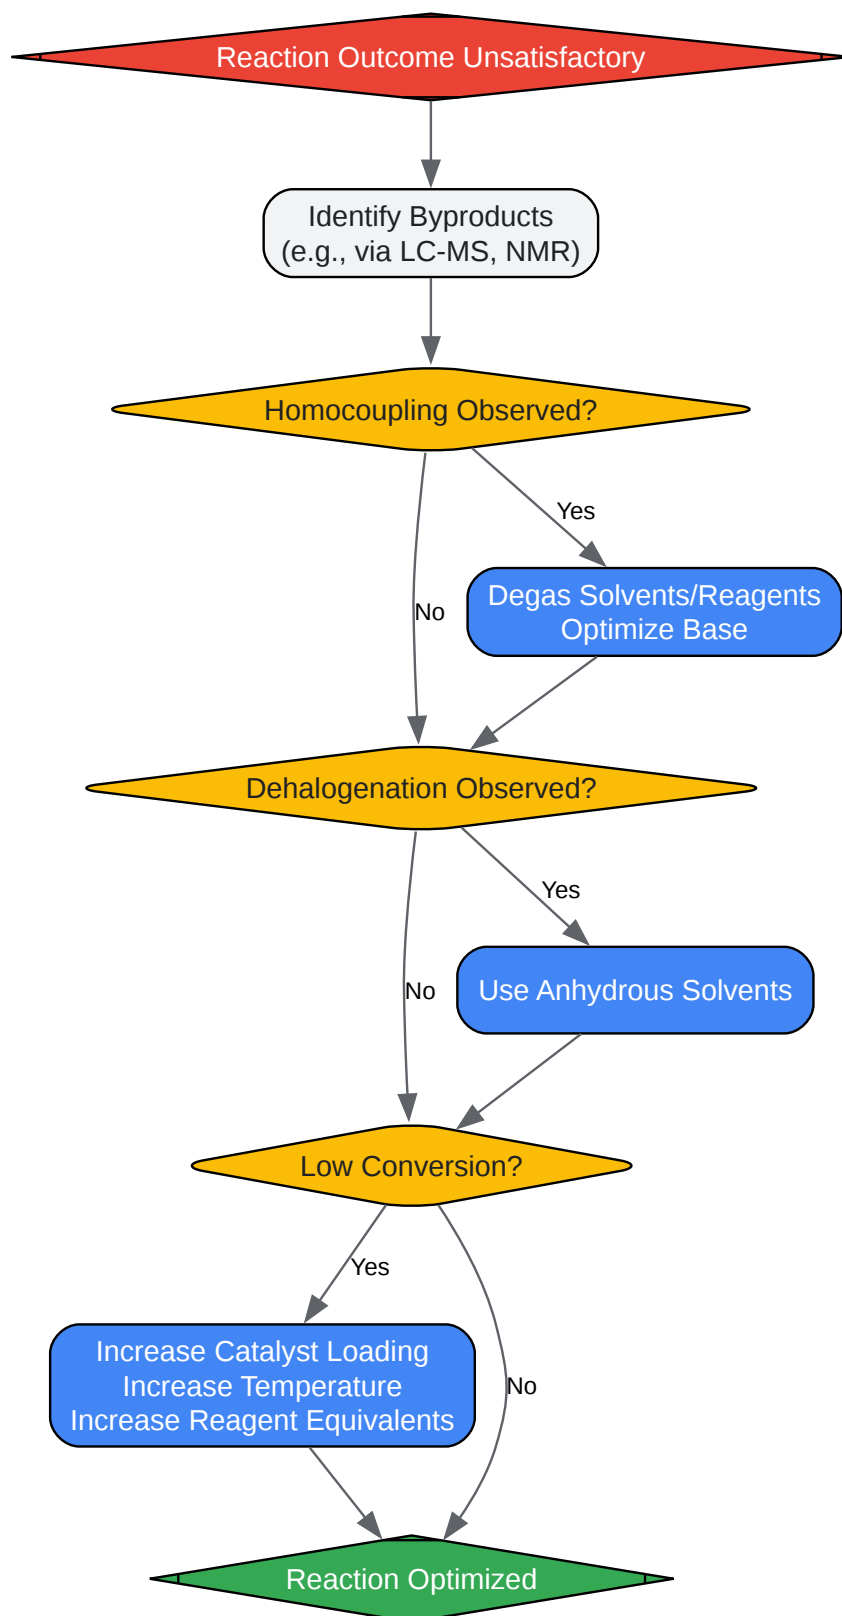 Reaction Outcome Unsatisfactory
Identify Byproducts
(e.g., via LC-MS, NMR)
Homocoupling Observed?
Yes
Degas Solvents/Reagents
Optimize Base
No
Dehalogenation Observed?
Yes
Use Anhydrous Solvents
No
Low Conversion?
Yes
Increase Catalyst Loading
Increase Temperature
Increase Reagent Equivalents
No
Reaction Optimized